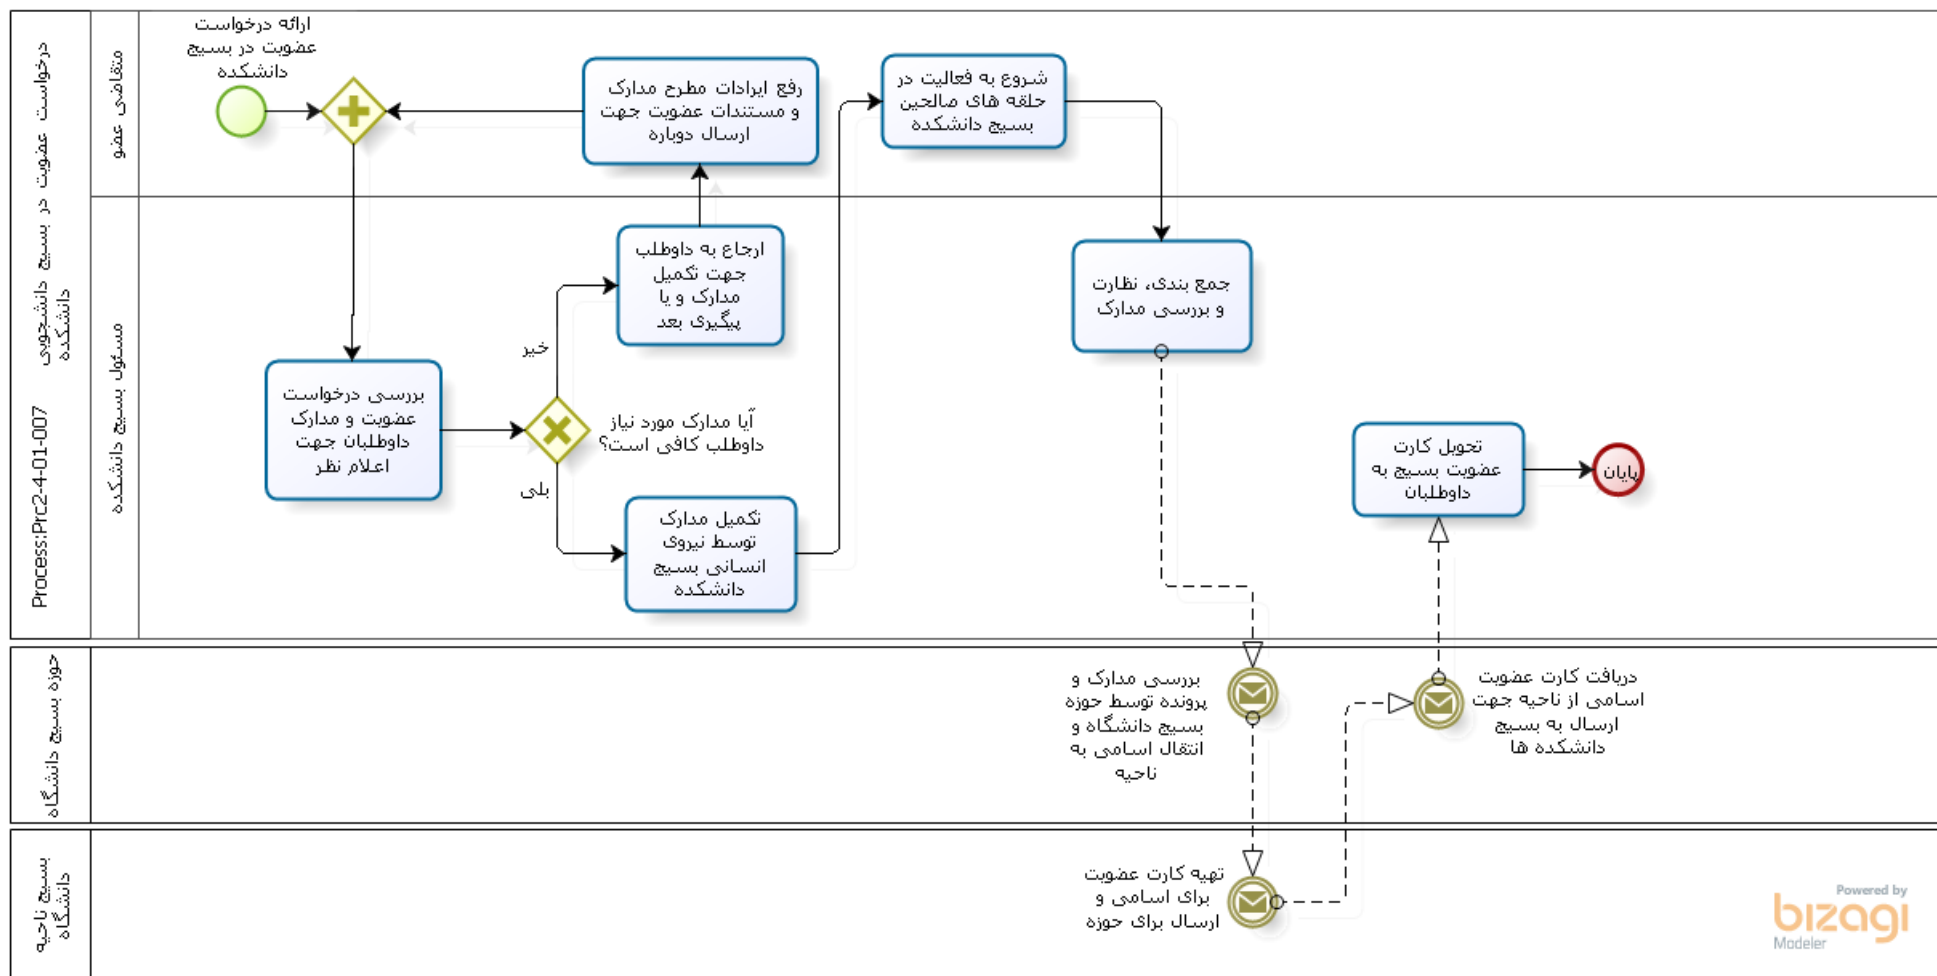 درخواست عضویت در بسیج دانشجویی
دانشکده
Process:Prc2-4-01-007
متقاضی عضو
ارائه درخواست
عضویت در بسیج
دانشکده
رفع ایرادات مطرح مدارک
و مستندات عضویت جهت
ارسال دوباره
شروع به فعالیت در
حلقه های صالحین
بسیج دانشکده
مسئول بسیج دانشکده
بررسی درخواست
عضویت و مدارک
داوطلبان جهت
اعلام نظر
آیا مدارک مورد نیاز
داوطلب کافی است؟
خیر
بلی
ارجاع به داوطلب
جهت تکمیل
مدارک و یا
پیگیری بعد
تکمیل مدارک
توسط نیروی
انسانی بسیج
دانشکده
جمع بندی، نظارت
و بررسی مدارک
تحویل کارت
عضویت بسیج به
داوطلبان
پایان
حوزه بسیج دانشگاه
بررسی مدارک و
پرونده توسط حوزه
بسیج دانشگاه و
انتقال اسامی به
ناحیه
دریافت کارت عضویت
اسامی از ناحیه جهت
ارسال به بسیج
دانشکده ها
بسیج ناحیه
دانشگاه
تهیه کارت عضویت
برای اسامی و
ارسال برای حوزه
Powered by
bizagi
Modeler